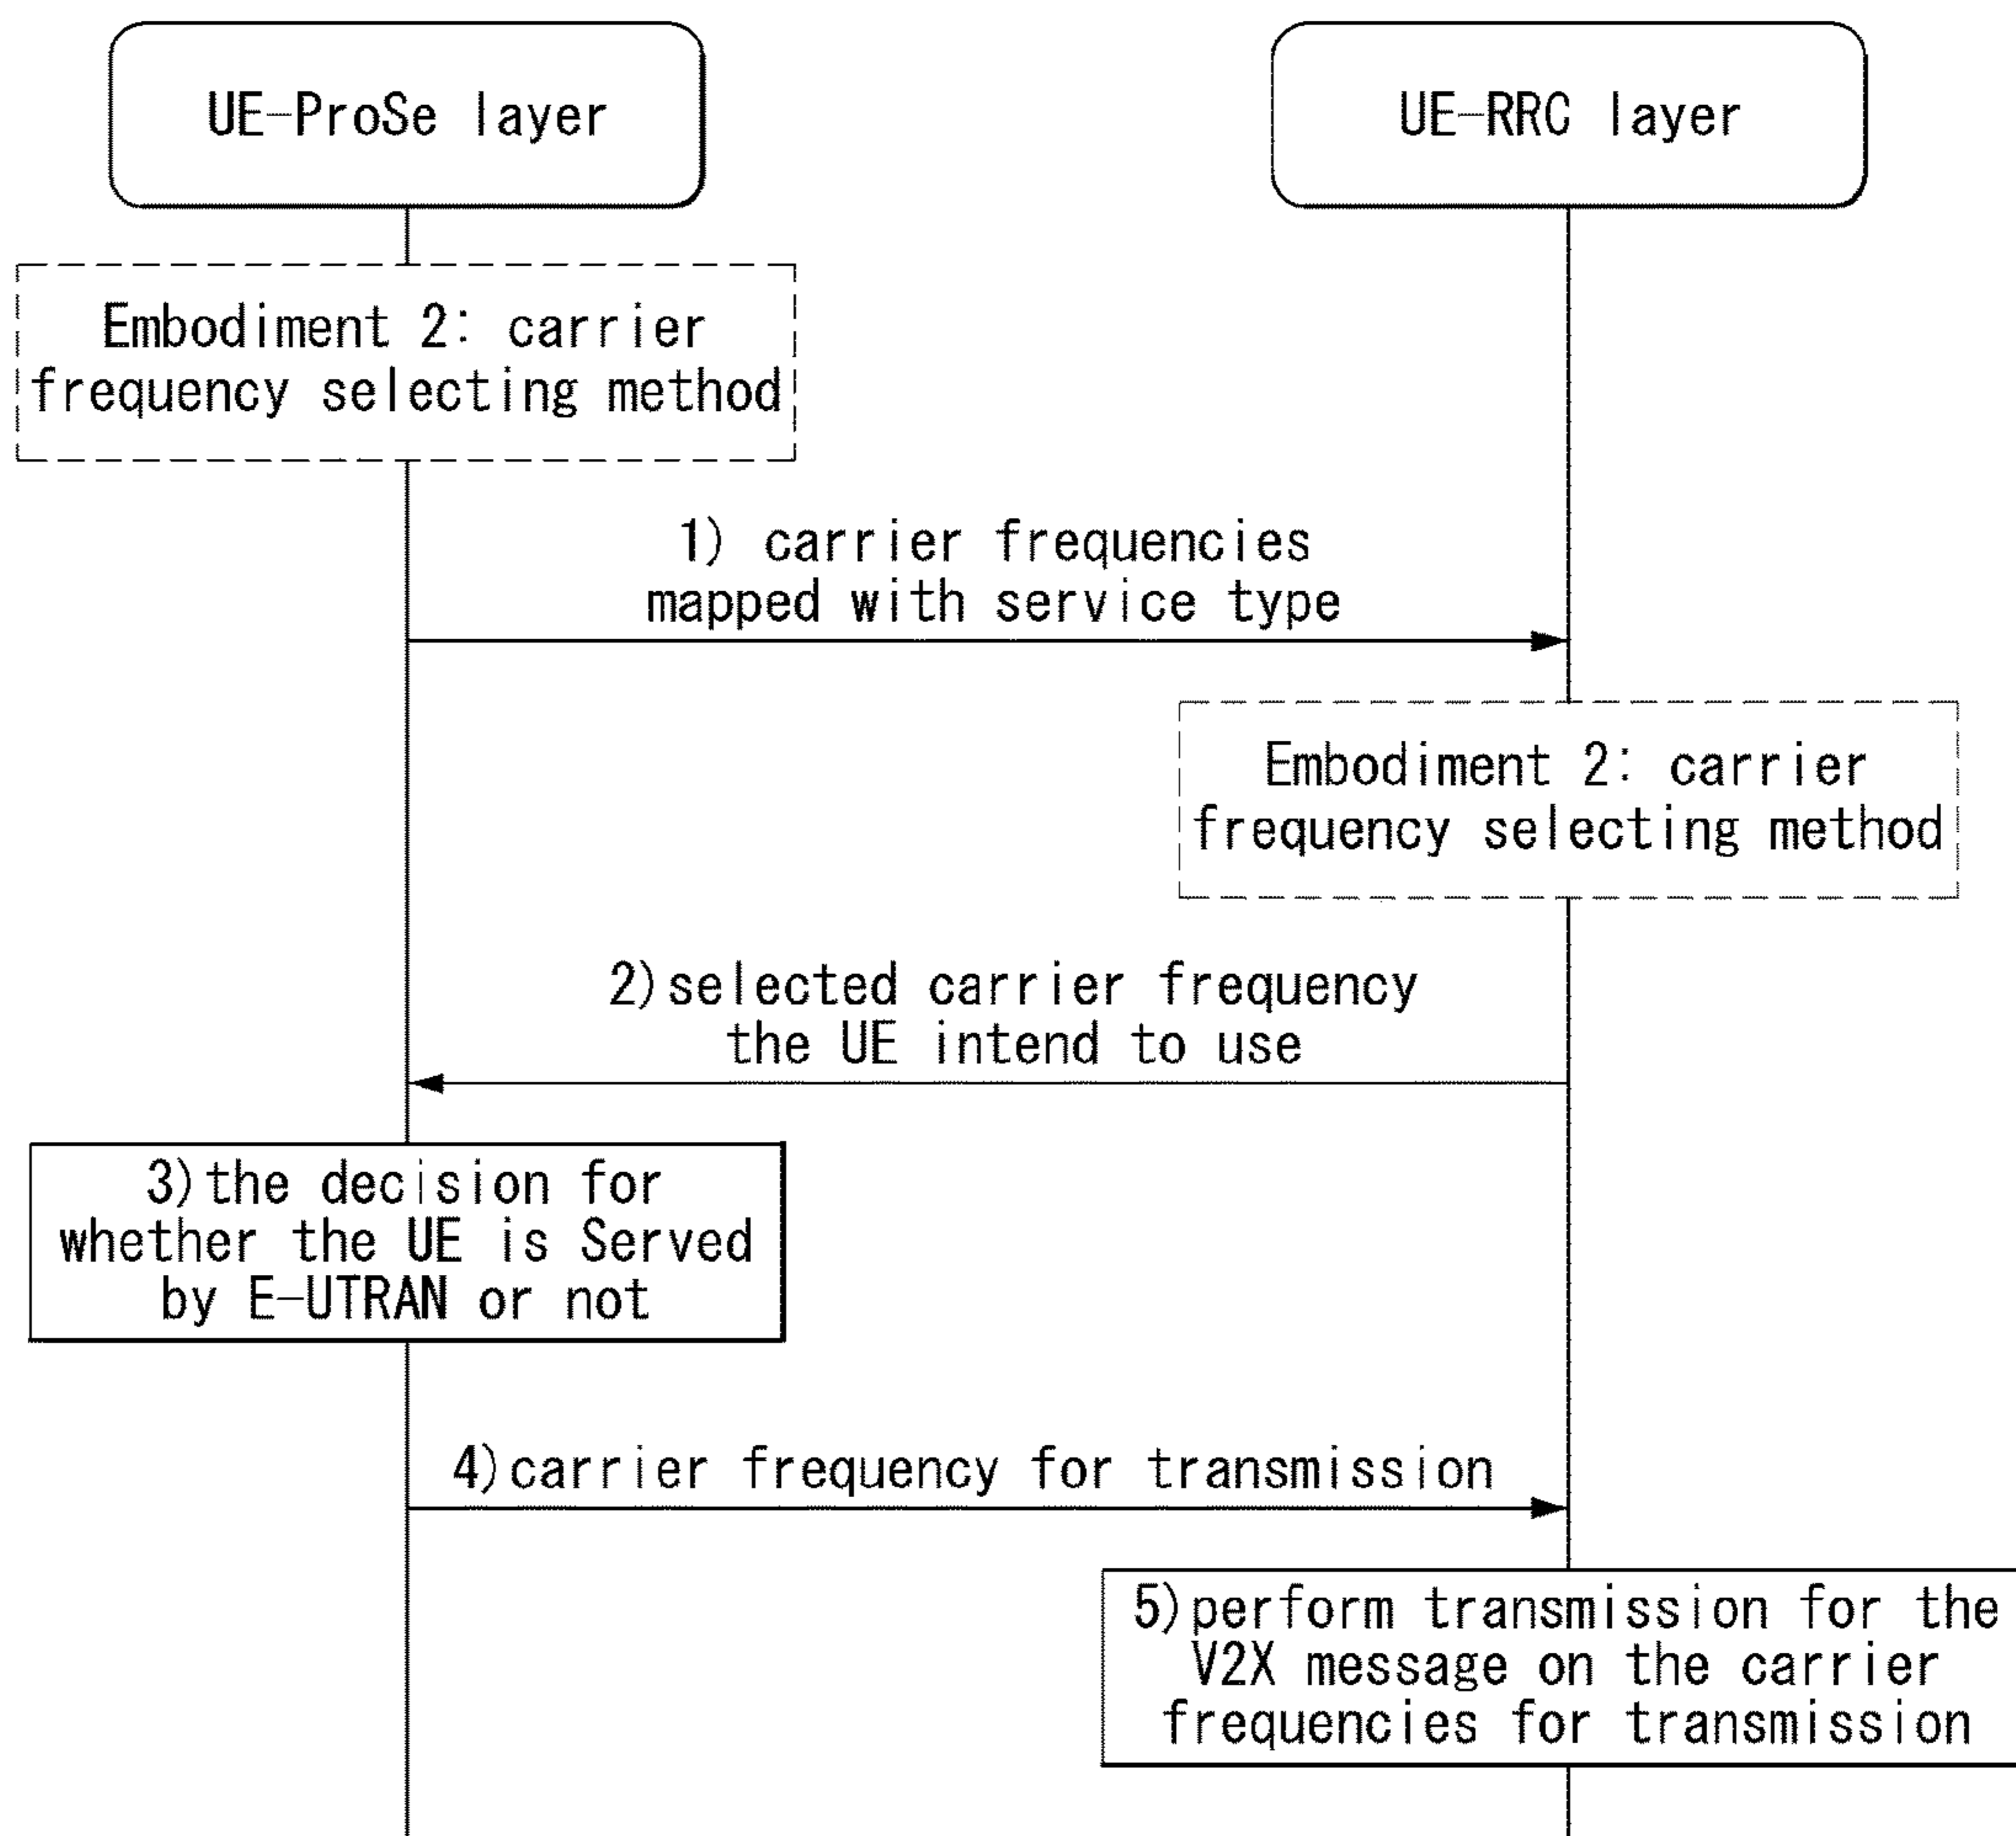 UE-ProSe layer
UE-RRC layer
Embodiment 2: carrier
frequency selecting method
1) carrier frequencies
mapped with service type
Embodiment 2: carrier
frequency selecting method
2)selected carrier frequency
the UE intend to use
3)the decision for
whether the UE is Served
by E-UTRAN or not
4)carrier frequency for transmission
5)perform transmission for the
V2X message on the carrier
frequencies for transmission